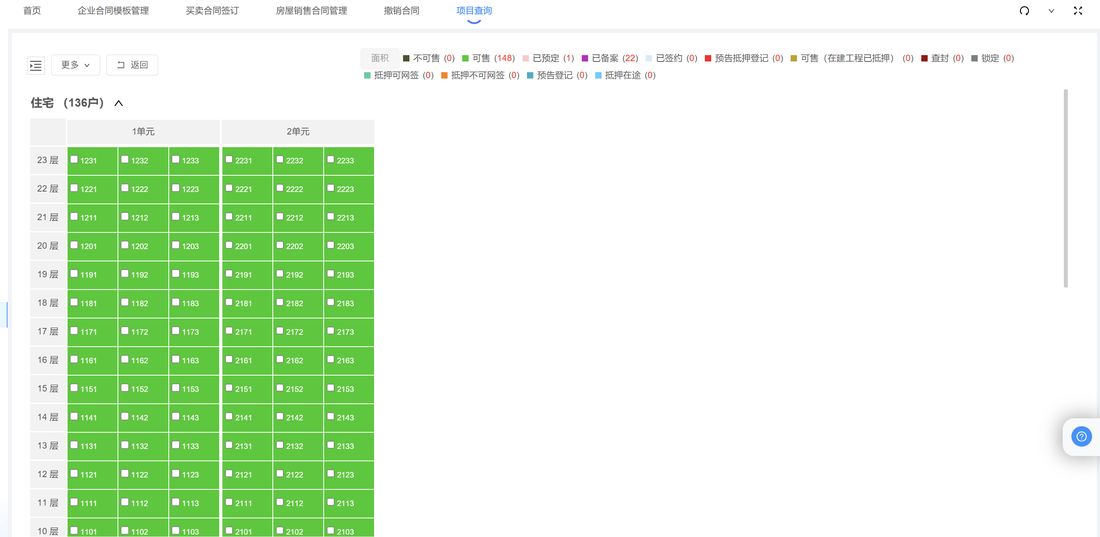 首页 企业合同模板管理 买卖合同签订 房屋销售合同管理 撤销合同 项目查询
更多 返回
面积 不可售 (0) 可售 (148) 已预定 (1) 已备案 (22) 已签约 (0) 预告抵押登记 (0) 可售（在建工程已抵押） (0) 查封 (0) 锁定 (0)
抵押可网签 (0) 抵押不可网签 (0) 预告登记 (0) 抵押在途 (0)
住宅 （136户）
1单元 2单元
23 层 1231 1232 1233 2231 2232 2233
22 层 1221 1222 1223 2221 2222 2223
21 层 1211 1212 1213 2211 2212 2213
20 层 1201 1202 1203 2201 2202 2203
19 层 1191 1192 1193 2191 2192 2193
18 层 1181 1182 1183 2181 2182 2183
17 层 1171 1172 1173 2171 2172 2173
16 层 1161 1162 1163 2161 2162 2163
15 层 1151 1152 1153 2151 2152 2153
14 层 1141 1142 1143 2141 2142 2143
13 层 1131 1132 1133 2131 2132 2133
12 层 1121 1122 1123 2121 2122 2123
11 层 1111 1112 1113 2111 2112 2113
10 层 1101 1102 1103 2101 2102 2103